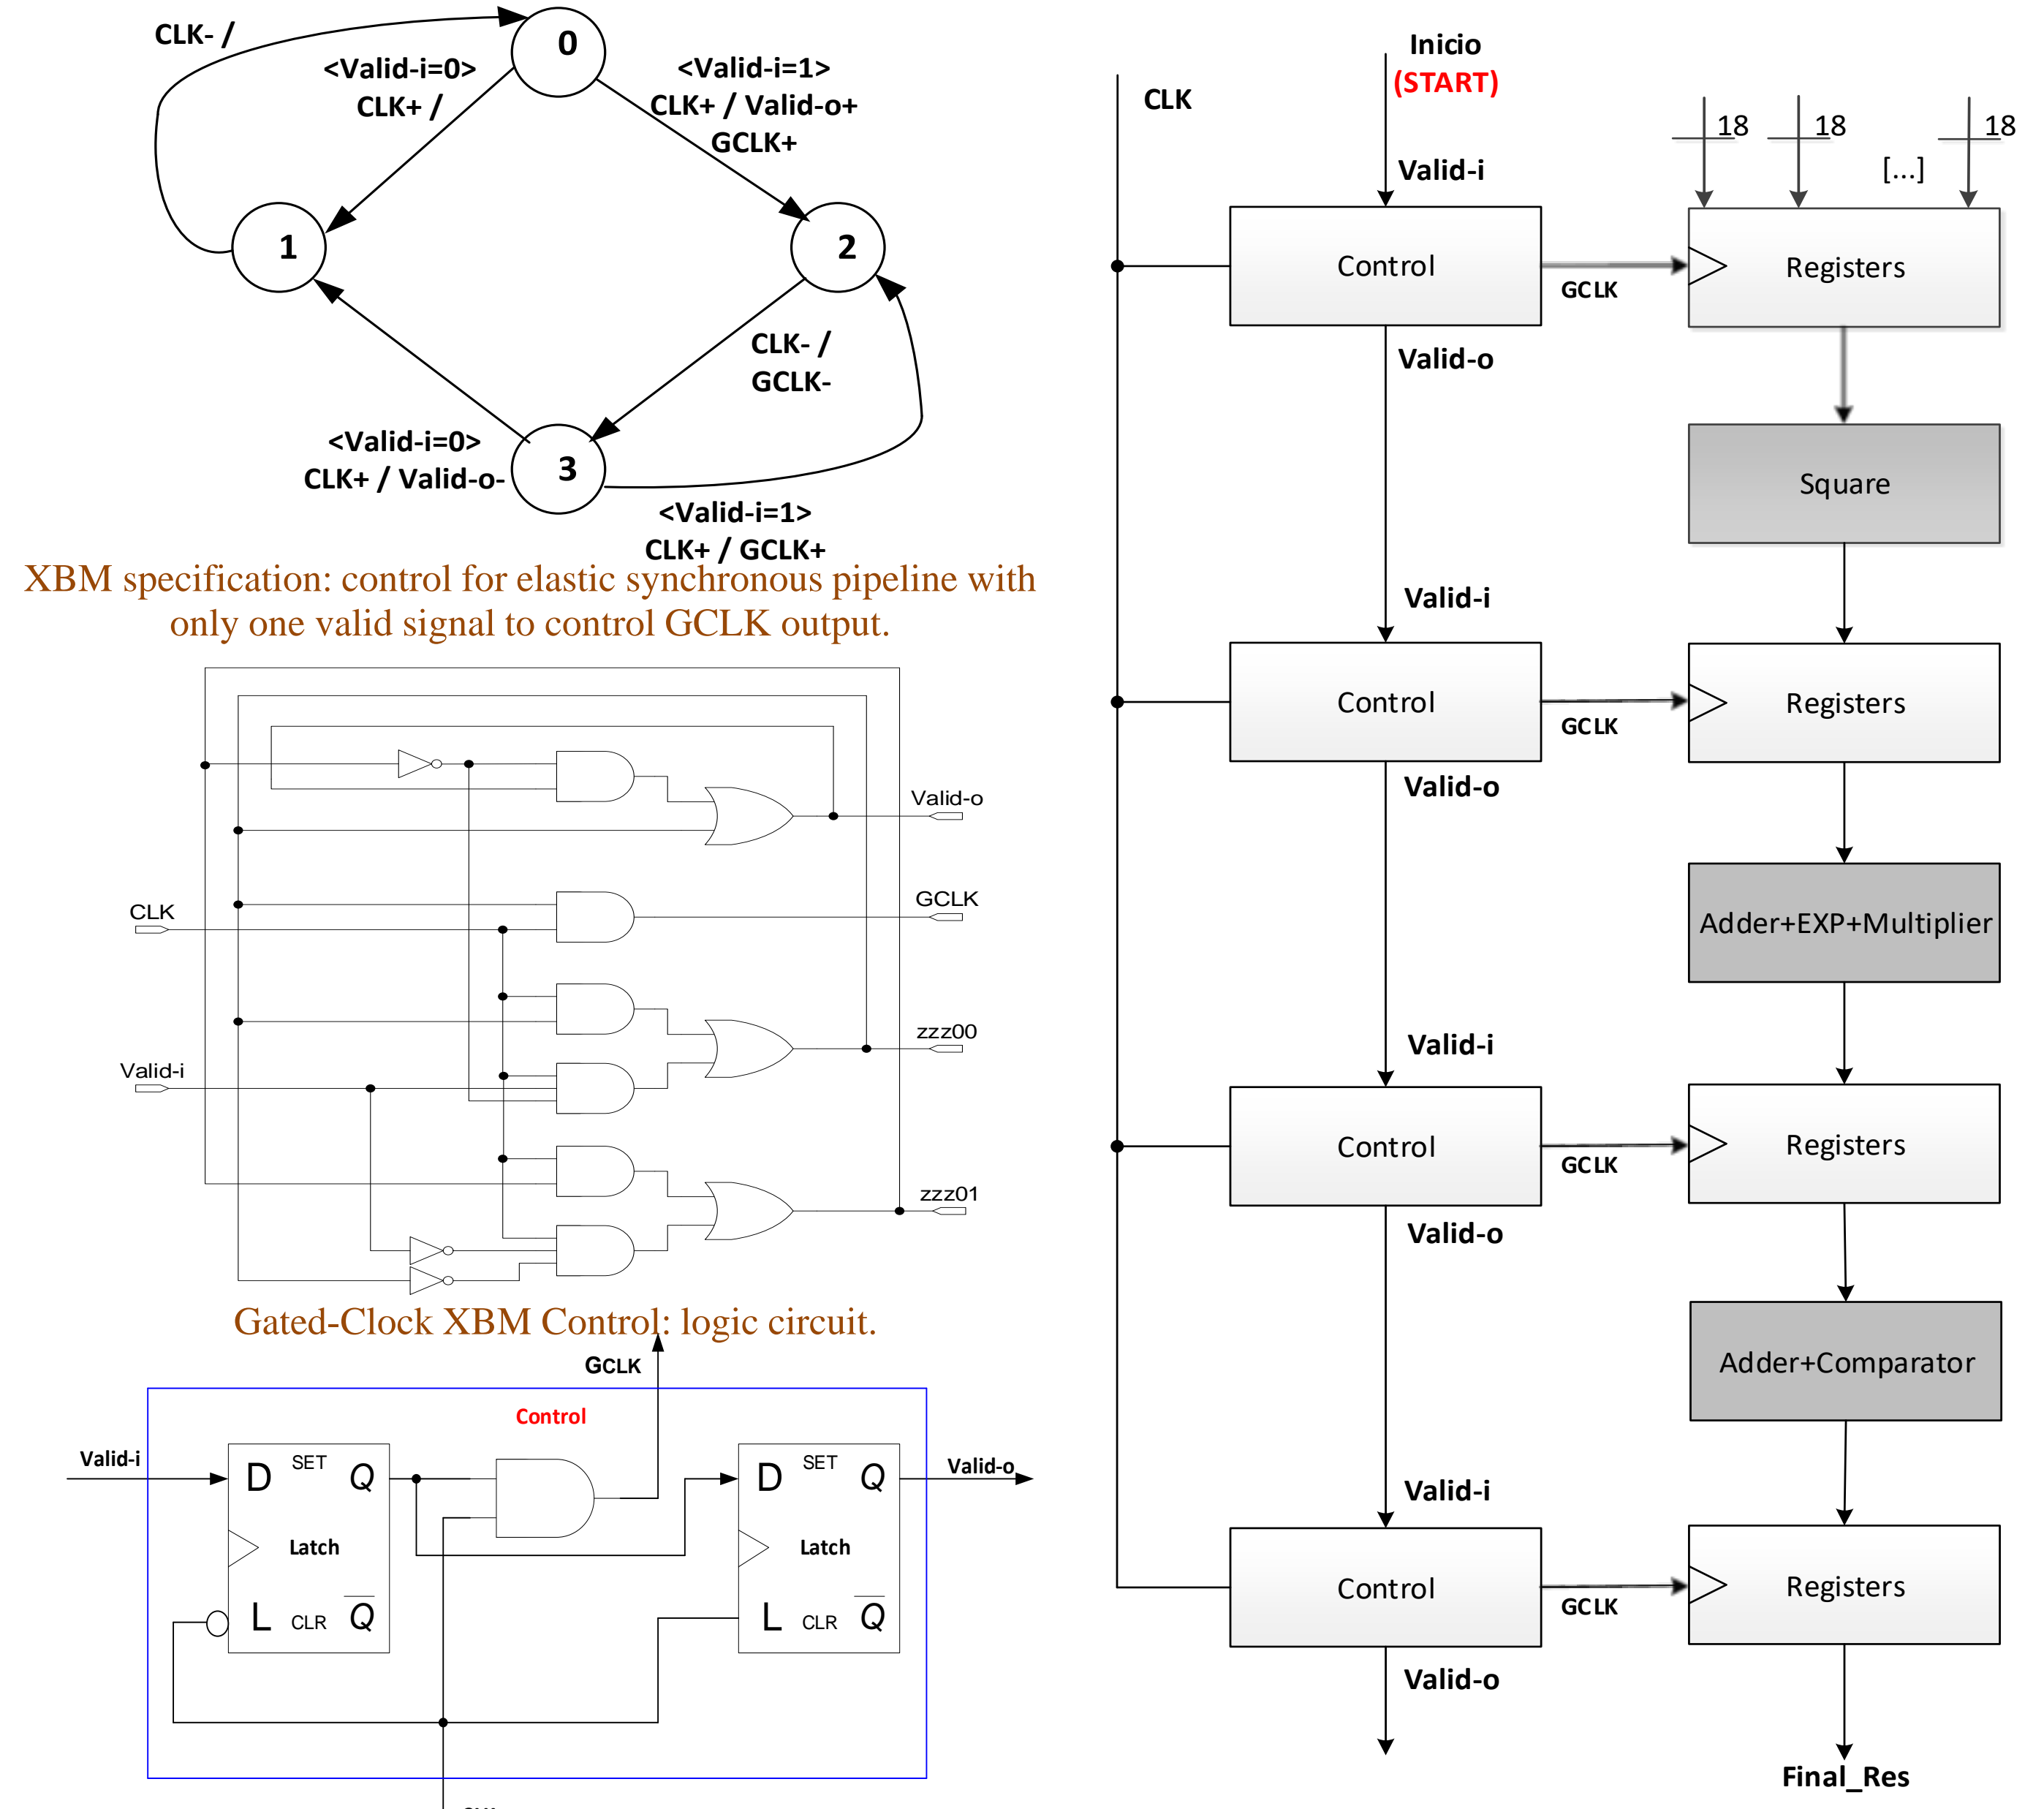 CLK- /
0
<Valid-i=0>
CLK+ /
<Valid-i=1>
CLK+ / Valid-o+
GCLK+
1
2
CLK- /
GCLK-
<Valid-i=0>
CLK+ / Valid-o-
3
<Valid-i=1>
CLK+ / GCLK+
XBM specification: control for elastic synchronous pipeline with
only one valid signal to control GCLK output.
Valid-o
CLK
GCLK
zzz00
Valid-i
zzz01
Gated-Clock XBM Control: logic circuit.
GCLK
Control
Valid-i
D SET Q
Latch
L CLR Q
D SET Q
Latch
L CLR Q
Valid-o
CLK
Inicio
(START)
18
18
18
[...]
Valid-i
Control
GCLK
Registers
Valid-o
Square
Valid-i
Control
GCLK
Registers
Valid-o
Adder+EXP+Multiplier
Valid-i
Control
GCLK
Registers
Valid-o
Adder+Comparator
Valid-i
Control
GCLK
Registers
Valid-o
Final_Res